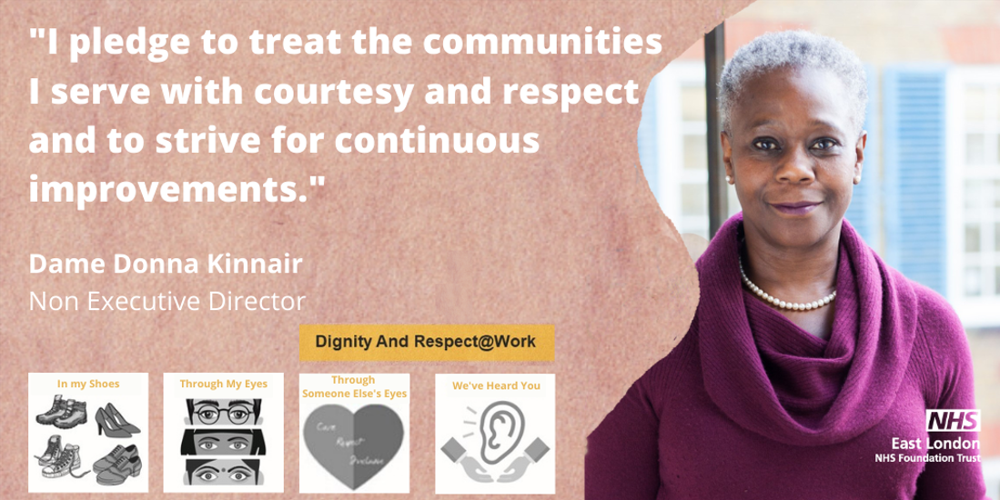 "I pledge to treat the communities
I serve with courtesy and respect
and to strive for continuous
improvements."
Dame Donna Kinnair
Non Executive Director
Dignity And Respect@Work
In my Shoes
Through My Eyes
Through
Someone Else's Eyes
Care
Respect
Inclusion
We've Heard You
NHS
East London
NHS Foundation Trust